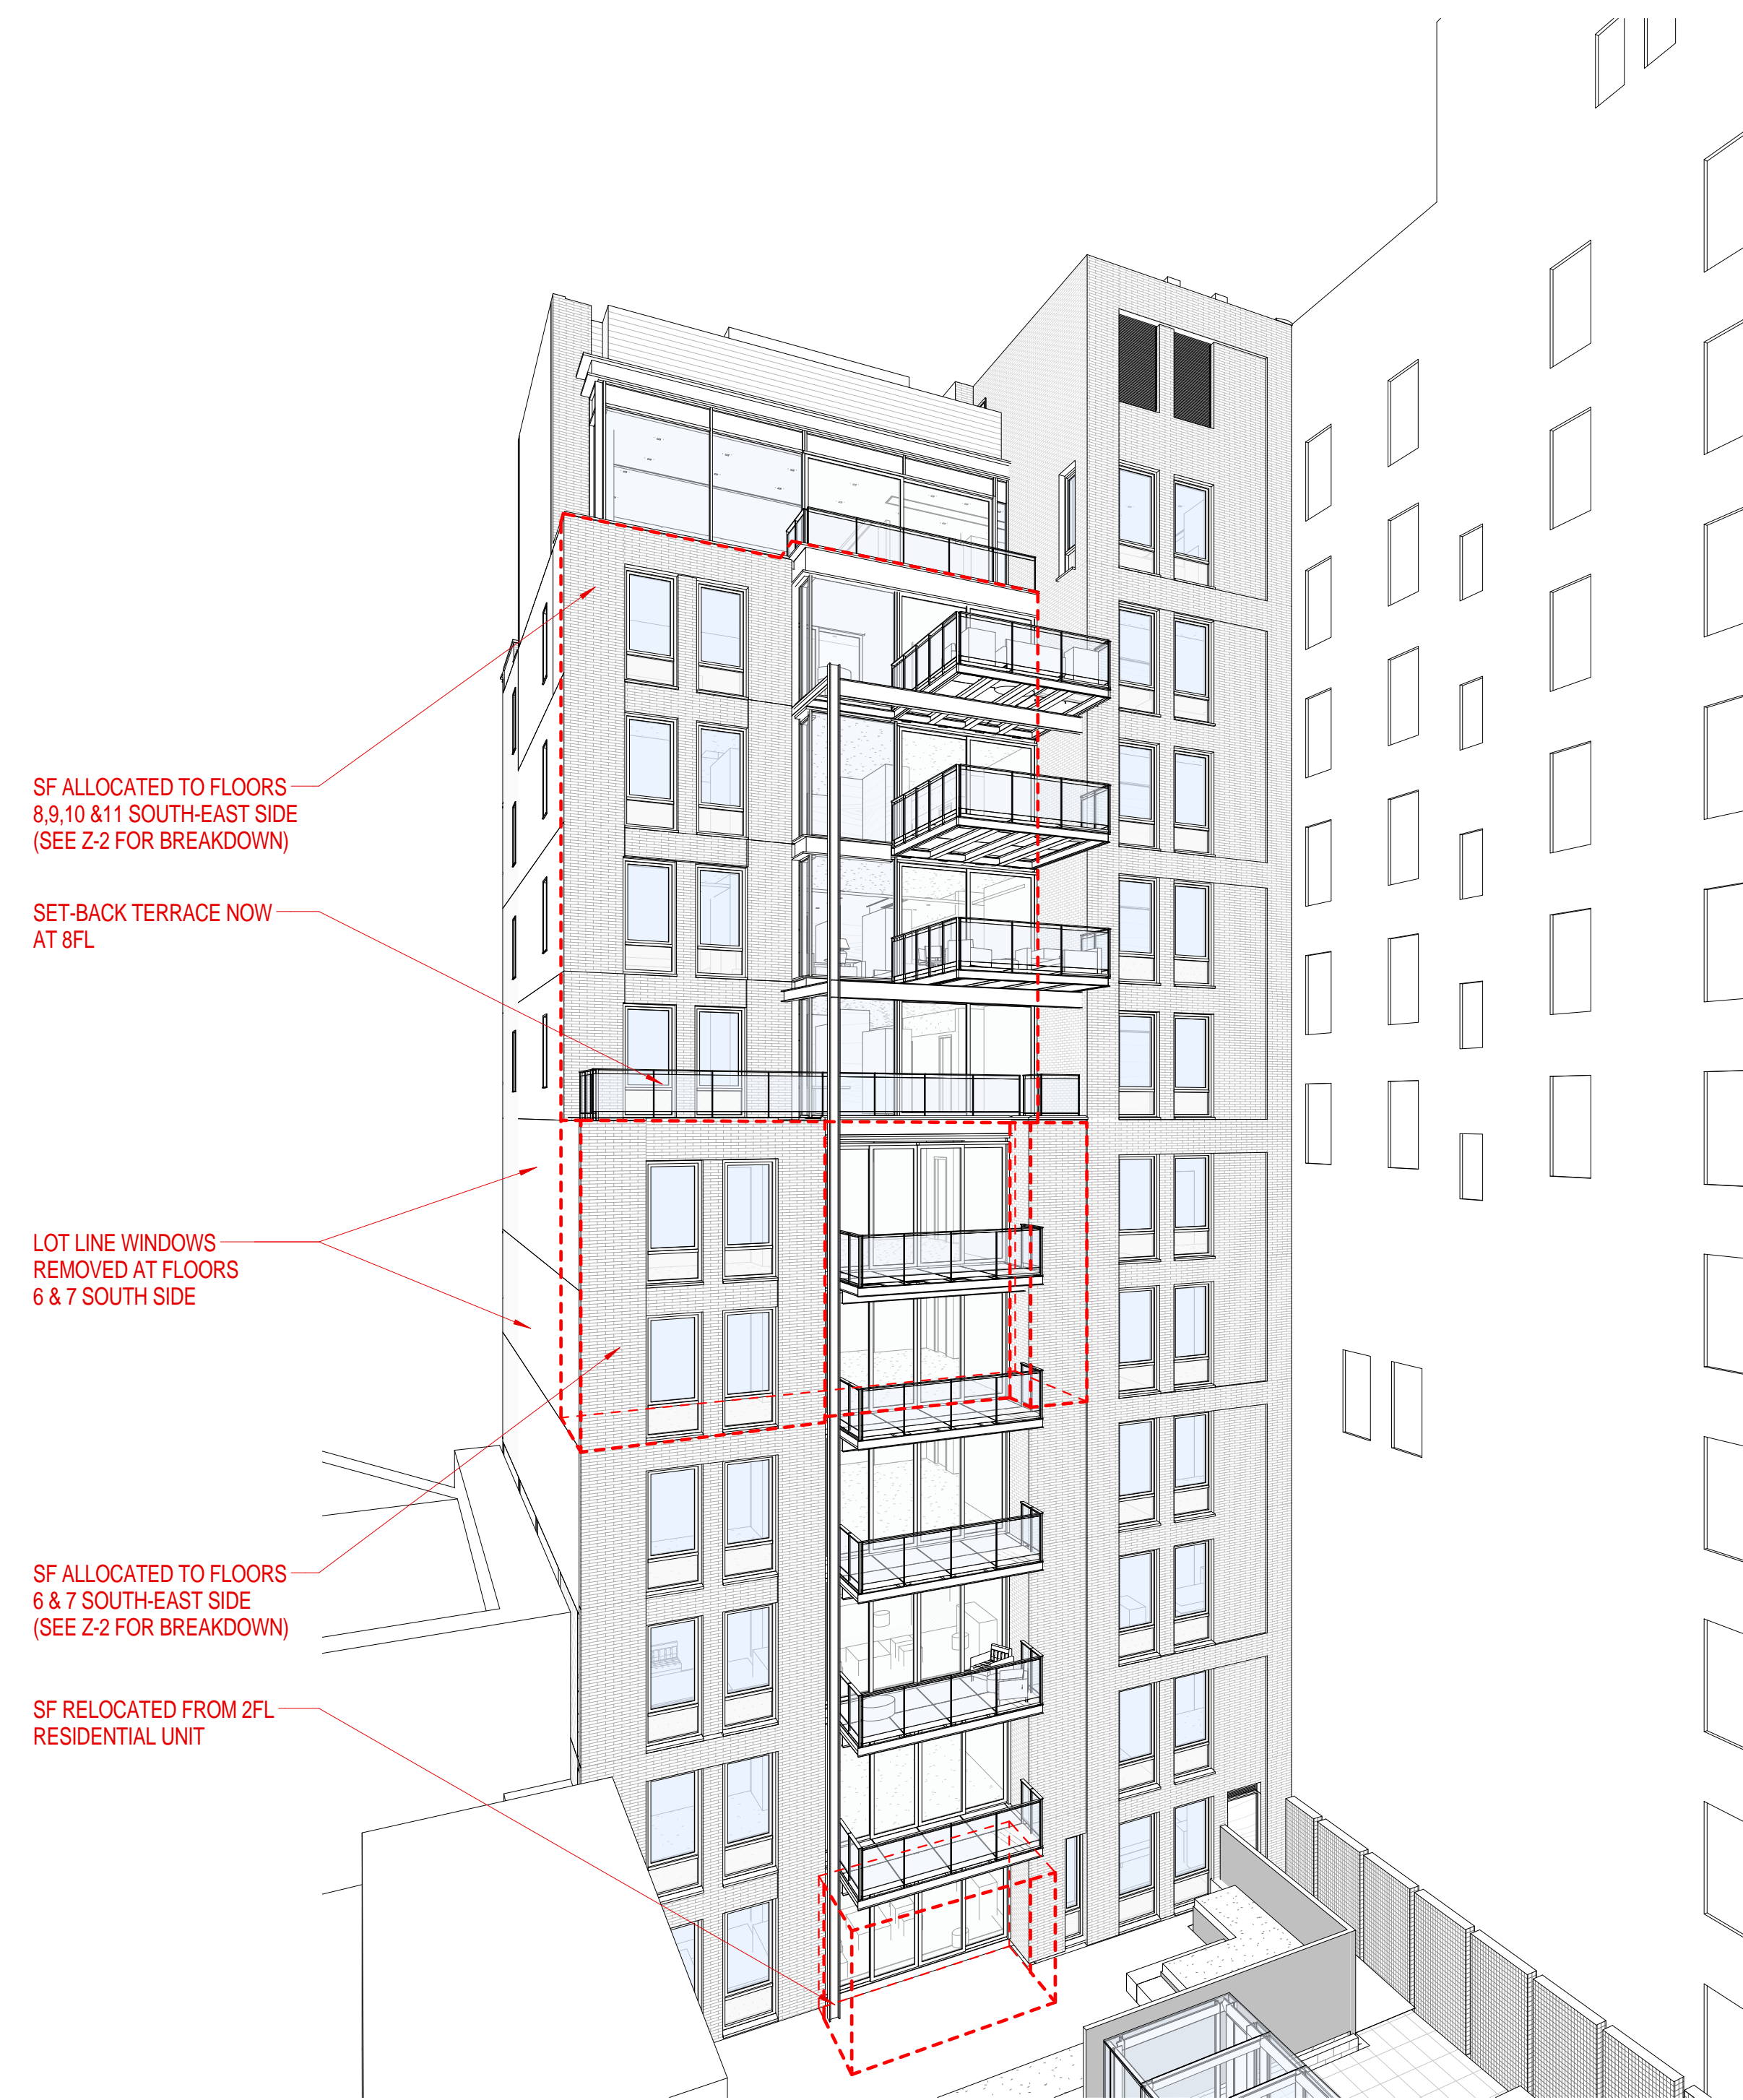 SF ALLOCATED TO FLOORS
8,9,10 &11 SOUTH-EAST SIDE
(SEE Z-2 FOR BREAKDOWN)
SET-BACK TERRACE NOW
AT 8FL
LOT LINE WINDOWS
REMOVED AT FLOORS
6 & 7 SOUTH SIDE
SF ALLOCATED TO FLOORS
6 & 7 SOUTH-EAST SIDE
(SEE Z-2 FOR BREAKDOWN)
SF RELOCATED FROM 2FL
RESIDENTIAL UNIT